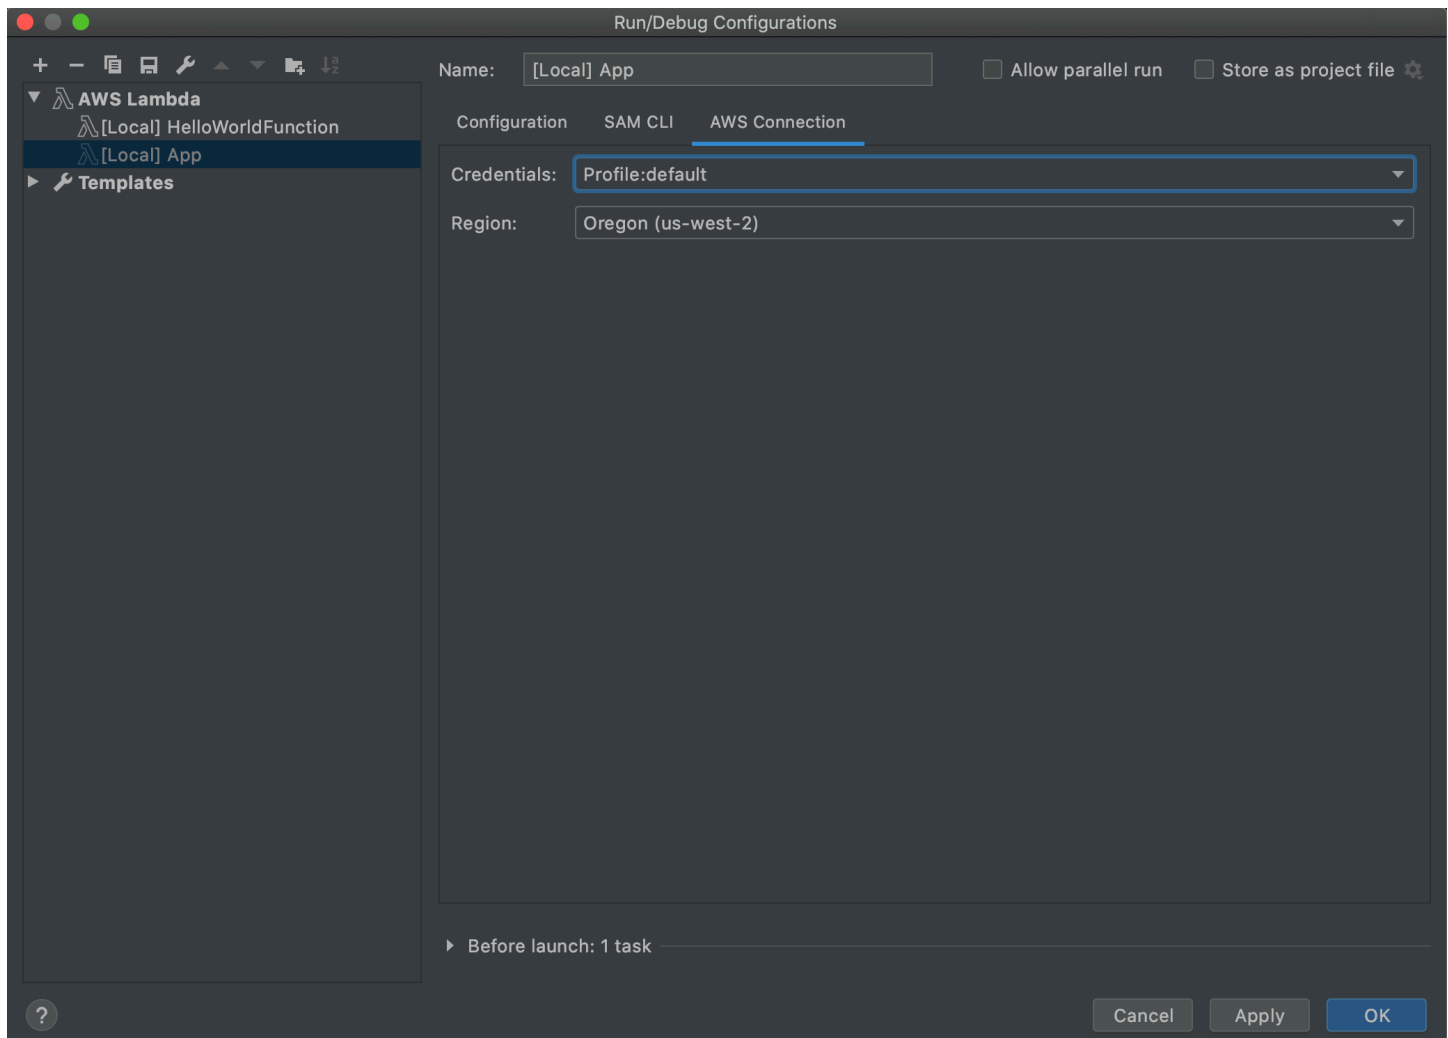 Run/Debug Configurations
Name: [Local] App Allow parallel run Store as project file
AWS Lambda
[Local] HelloWorldFunction
[Local] App
Templates
Configuration SAM CLI AWS Connection
Credentials: Profile:default
Region: Oregon (us-west-2)
Before launch: 1 task
? Cancel Apply OK